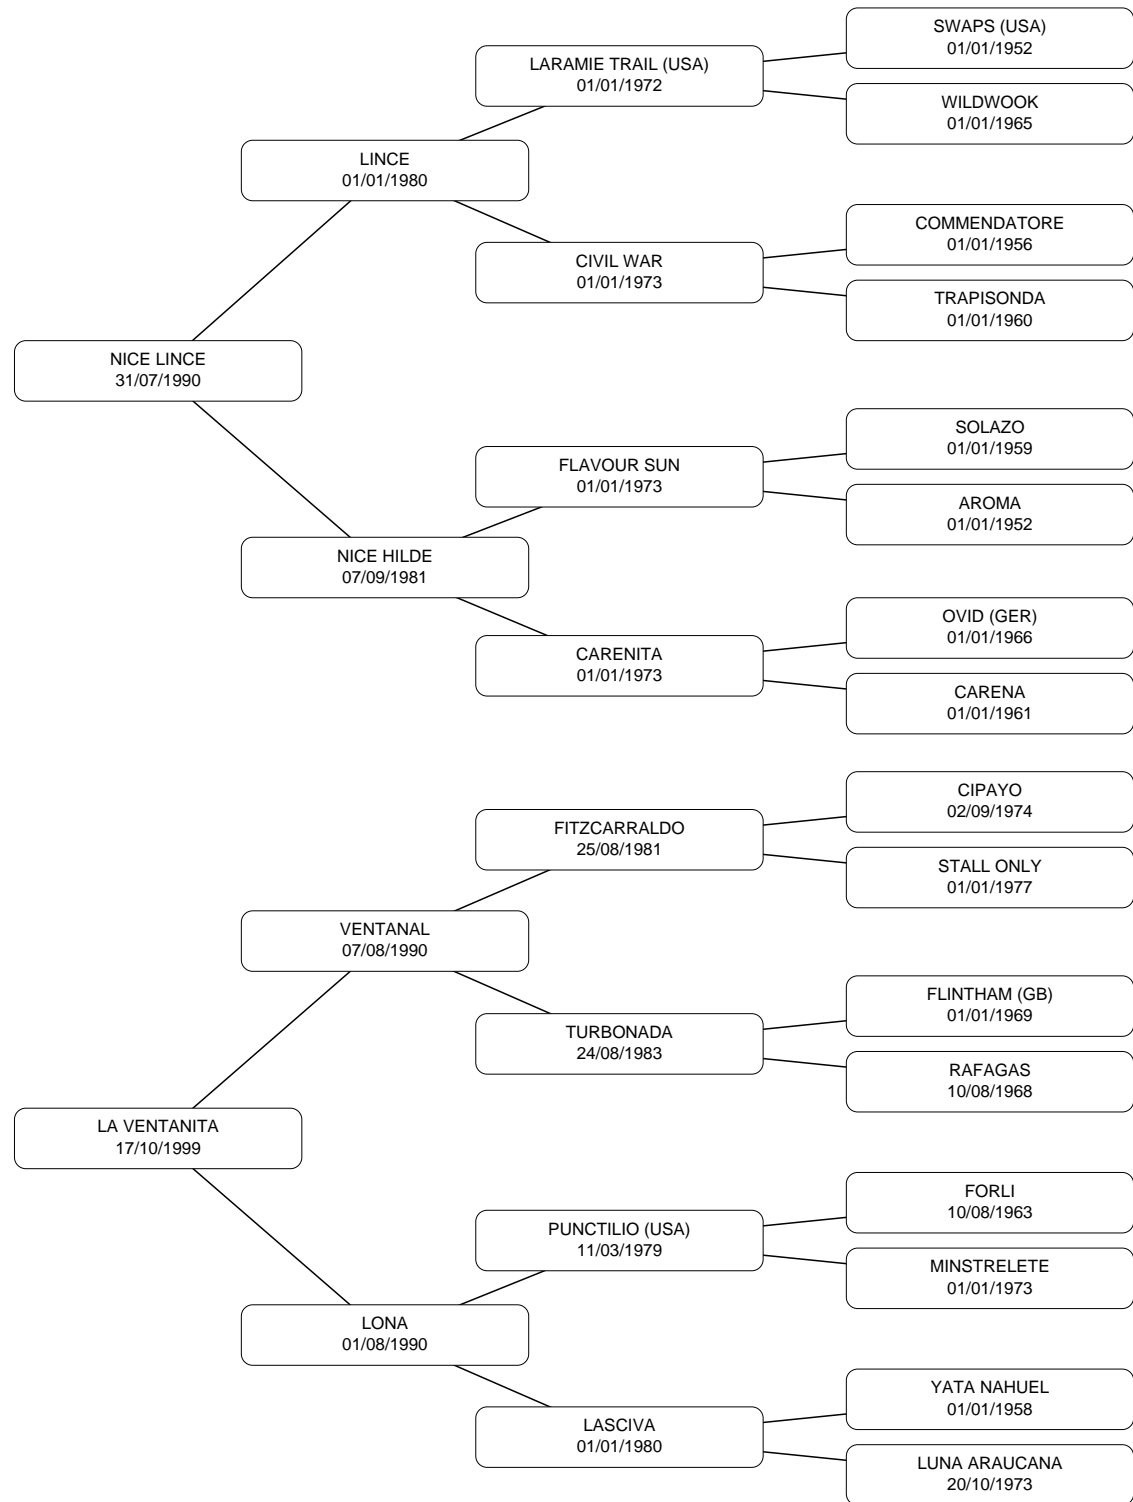 SWAPS (USA)
01/01/1952
LARAMIE TRAIL (USA)
01/01/1972
WILDWOOK
01/01/1965
LINCE
01/01/1980
COMMENDATORE
01/01/1956
CIVIL WAR
01/01/1973
TRAPISONDA
01/01/1960
NICE LINCE
31/07/1990
SOLAZO
01/01/1959
FLAVOUR SUN
01/01/1973
AROMA
01/01/1952
NICE HILDE
07/09/1981
OVID (GER)
01/01/1966
CARENITA
01/01/1973
CARENA
01/01/1961
CIPAYO
02/09/1974
FITZCARRALDO
25/08/1981
STALL ONLY
01/01/1977
VENTANAL
07/08/1990
FLINTHAM (GB)
01/01/1969
TURBONADA
24/08/1983
RAFAGAS
10/08/1968
LA VENTANITA
17/10/1999
FORLI
10/08/1963
PUNCTILIO (USA)
11/03/1979
MINSTRELETE
01/01/1973
LONA
01/08/1990
YATA NAHUEL
01/01/1958
LASCIVA
01/01/1980
LUNA ARAUCANA
20/10/1973